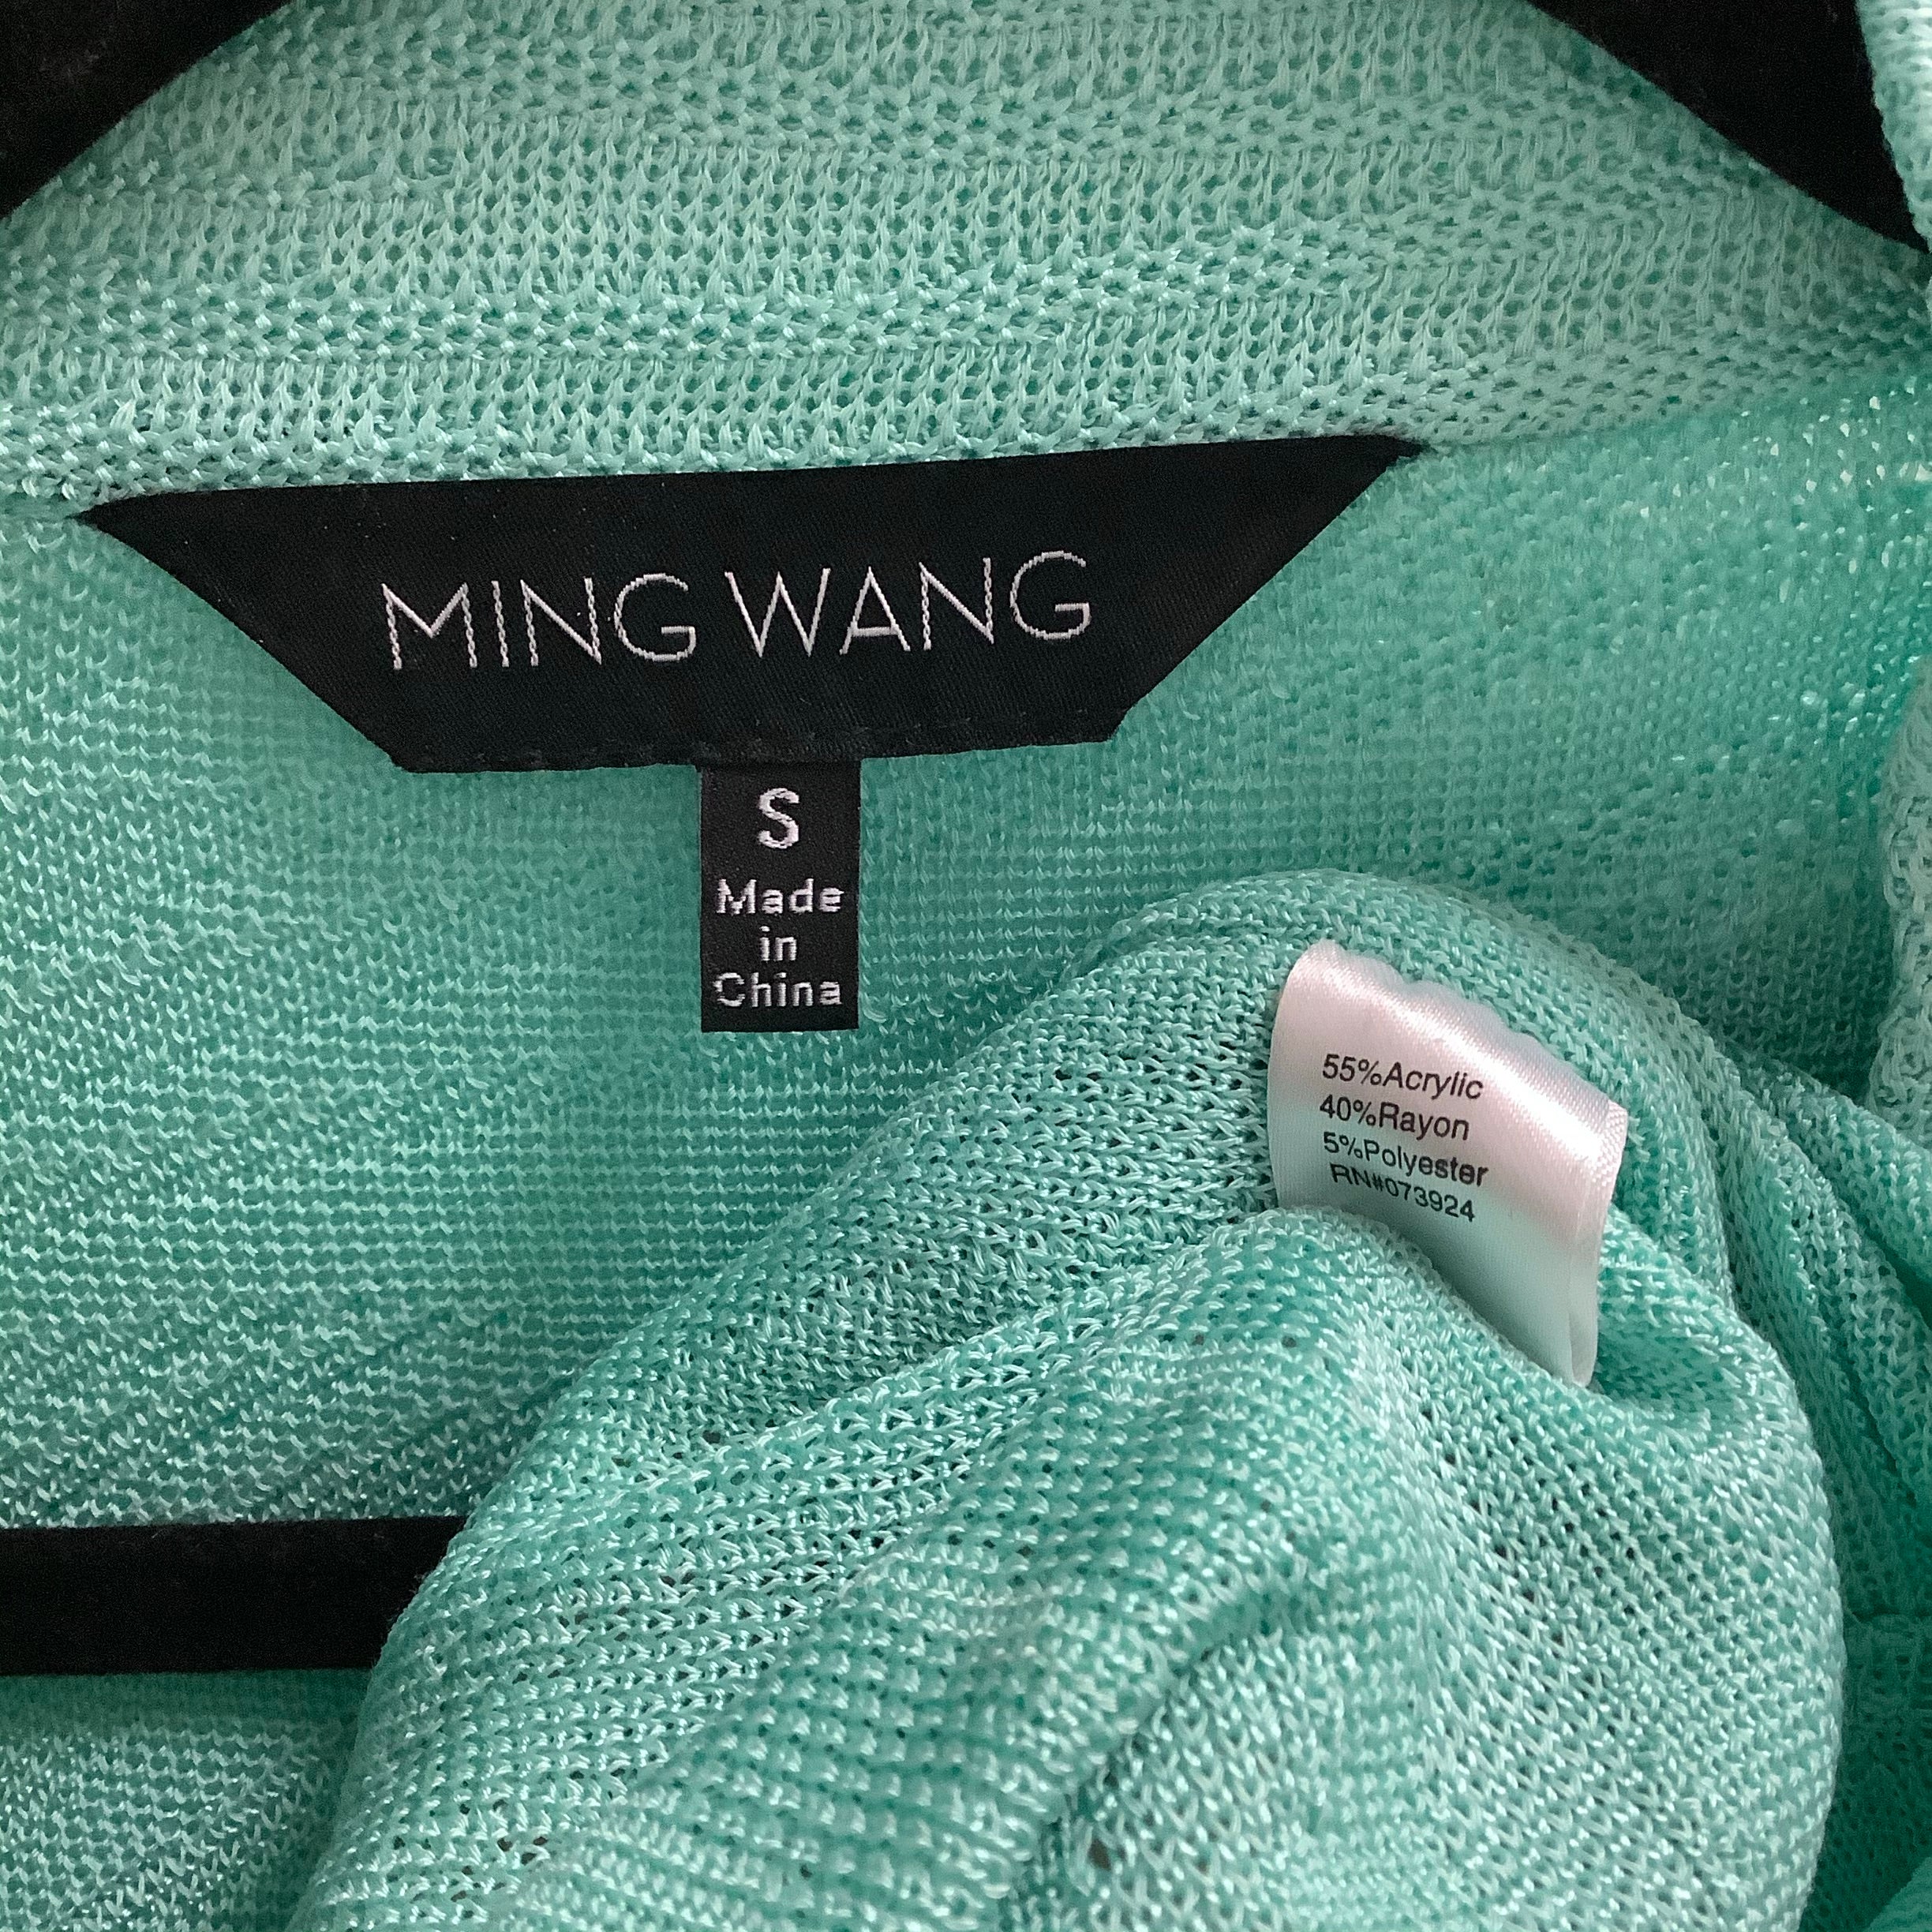 MING WANG
S
Made
in
China
55%Acrylic
40%Rayon
5%Polyester
RN#073924